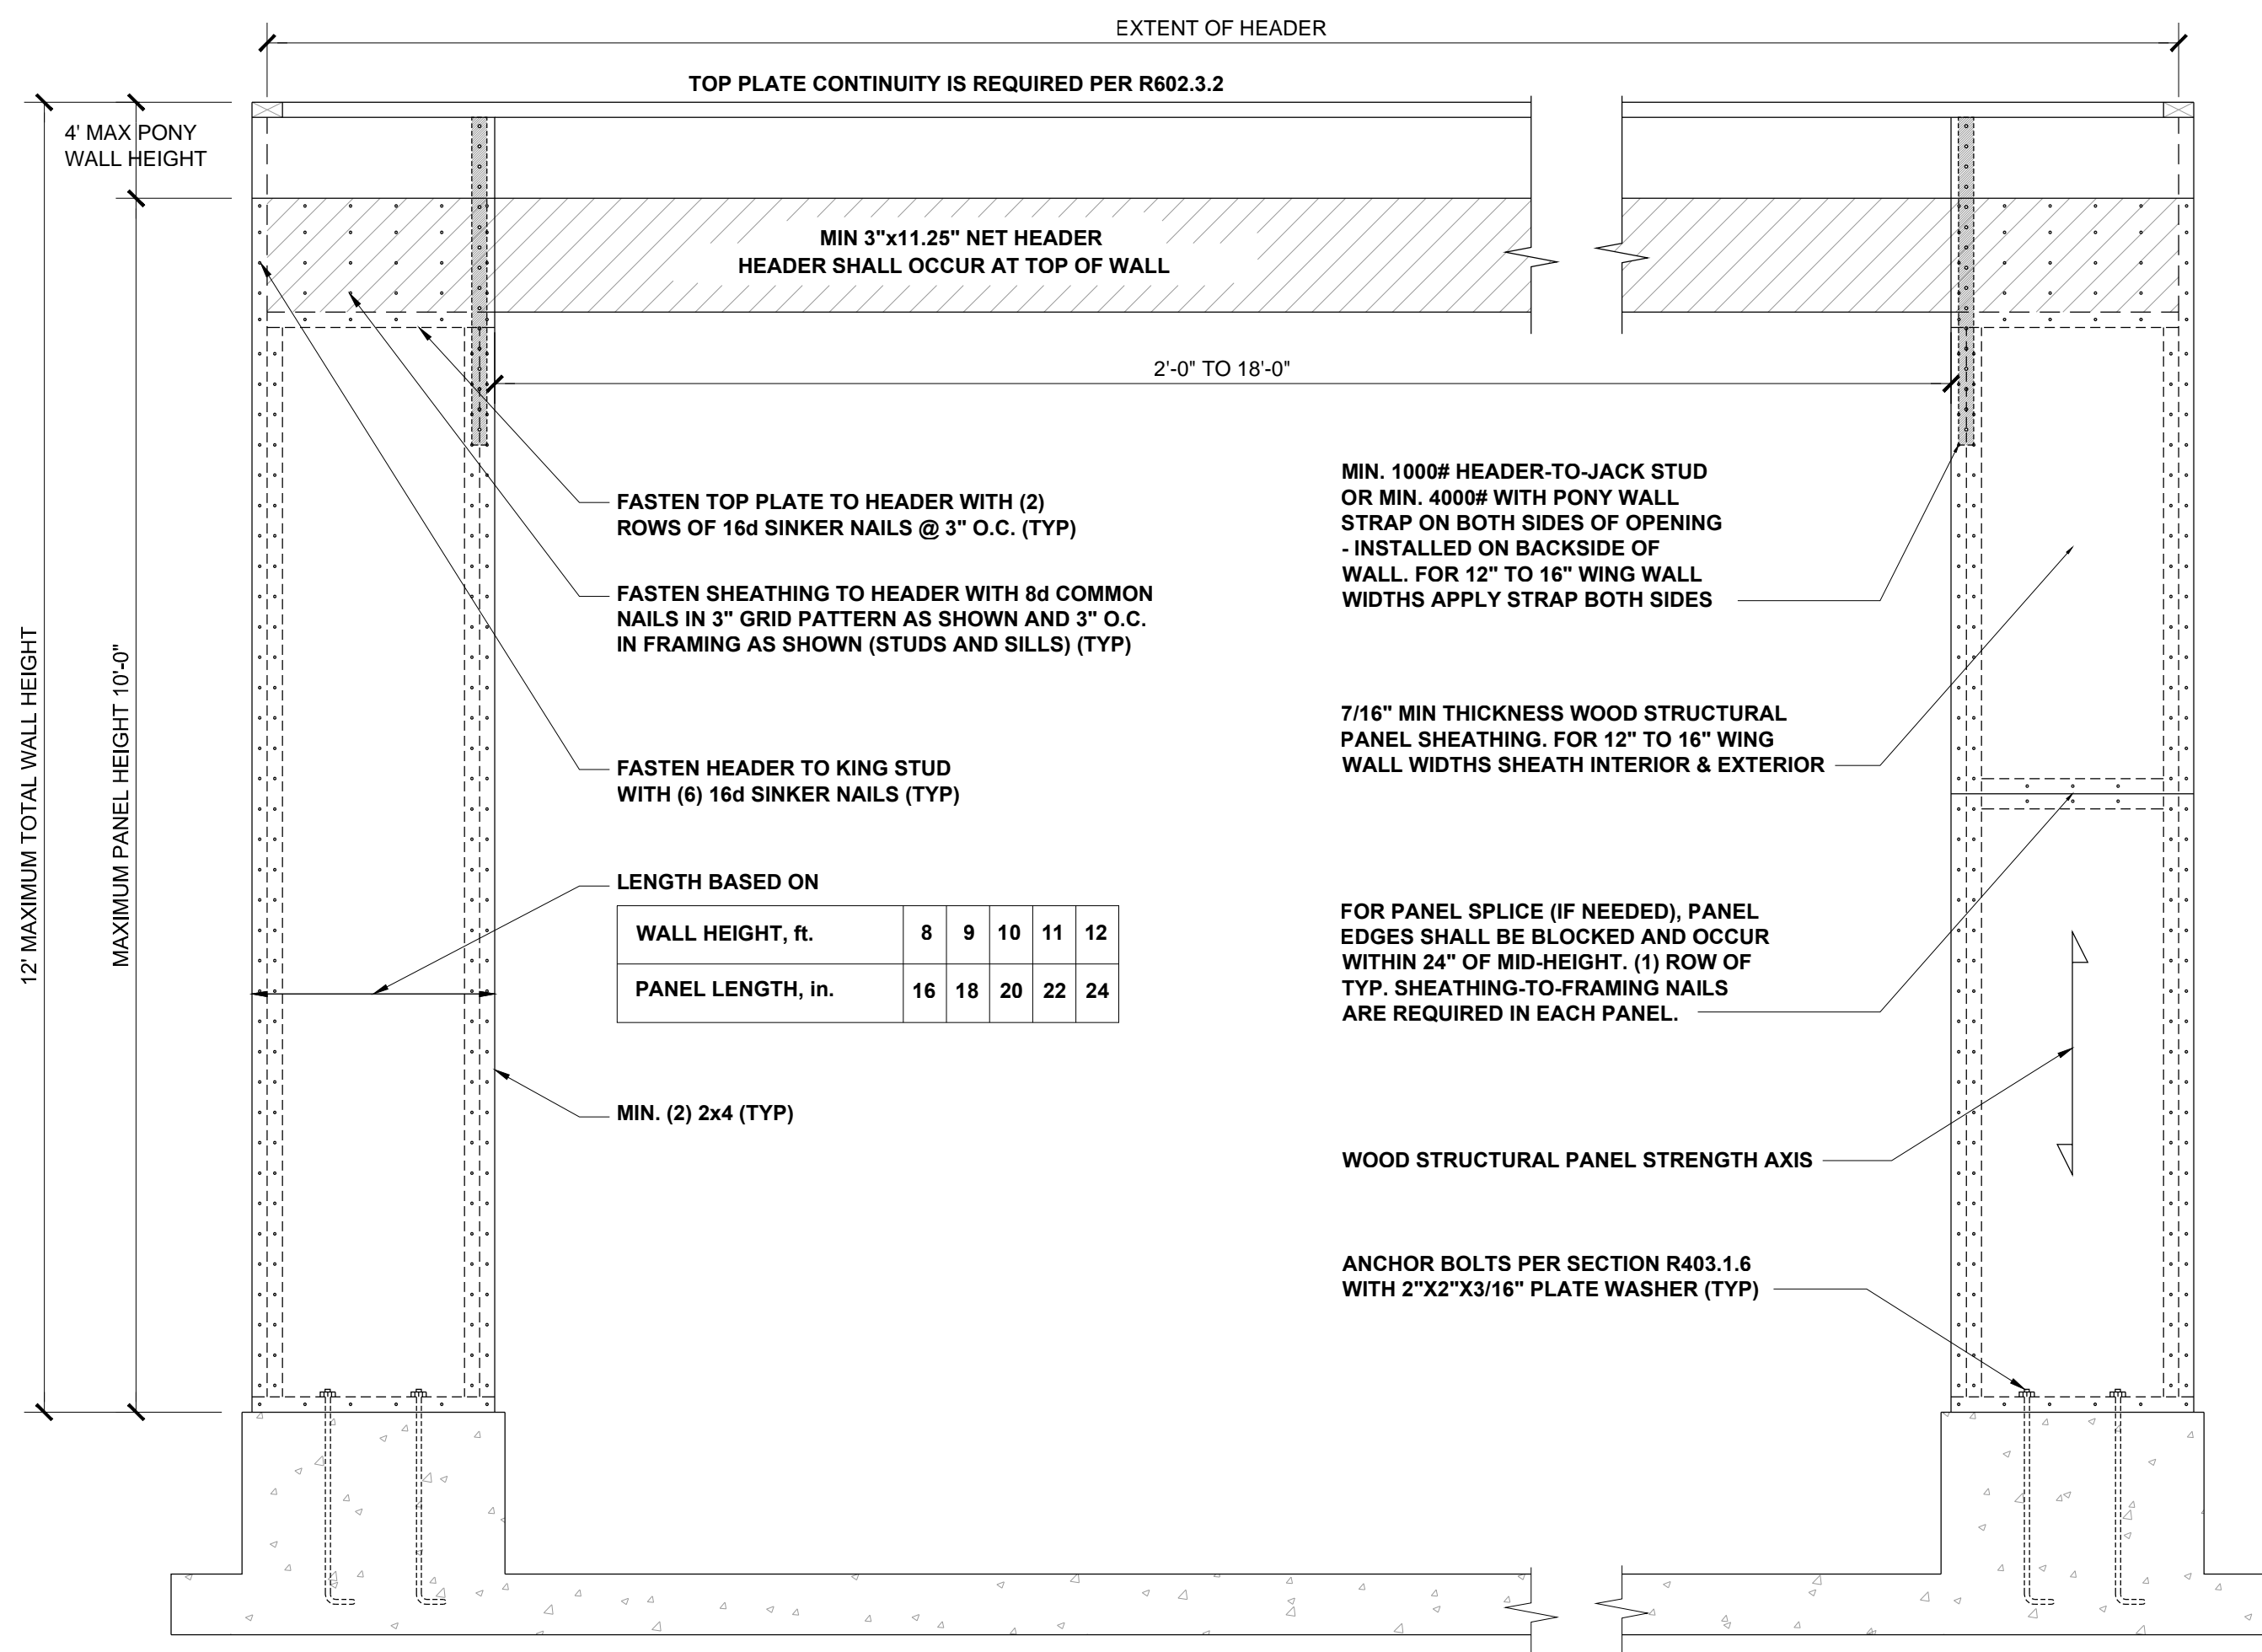 EXTENT OF HEADER
TOP PLATE CONTINUITY IS REQUIRED PER R602.3.2
4' MAX PONY
WALL HEIGHT
MIN 3"x11.25" NET HEADER
HEADER SHALL OCCUR AT TOP OF WALL
2'-0" TO 18'-0"
12' MAXIMUM TOTAL WALL HEIGHT
MAXIMUM PANEL HEIGHT 10'-0"
FASTEN TOP PLATE TO HEADER WITH (2)
ROWS OF 16d SINKER NAILS @ 3" O.C. (TYP)
FASTEN SHEATHING TO HEADER WITH 8d COMMON
NAILS IN 3" GRID PATTERN AS SHOWN AND 3" O.C.
IN FRAMING AS SHOWN (STUDS AND SILLS) (TYP)
FASTEN HEADER TO KING STUD
WITH (6) 16d SINKER NAILS (TYP)
LENGTH BASED ON
WALL HEIGHT, ft. 8 9 10 11 12
PANEL LENGTH, in. 16 18 20 22 24
MIN. (2) 2x4 (TYP)
MIN. 1000# HEADER-TO-JACK STUD
OR MIN. 4000# WITH PONY WALL
STRAP ON BOTH SIDES OF OPENING
- INSTALLED ON BACKSIDE OF
WALL. FOR 12" TO 16" WING WALL
WIDTHS APPLY STRAP BOTH SIDES
7/16" MIN THICKNESS WOOD STRUCTURAL
PANEL SHEATHING. FOR 12" TO 16" WING
WALL WIDTHS SHEATH INTERIOR & EXTERIOR
FOR PANEL SPLICE (IF NEEDED), PANEL
EDGES SHALL BE BLOCKED AND OCCUR
WITHIN 24" OF MID-HEIGHT. (1) ROW OF
TYP. SHEATHING-TO-FRAMING NAILS
ARE REQUIRED IN EACH PANEL.
WOOD STRUCTURAL PANEL STRENGTH AXIS
ANCHOR BOLTS PER SECTION R403.1.6
WITH 2"X2"X3/16" PLATE WASHER (TYP)